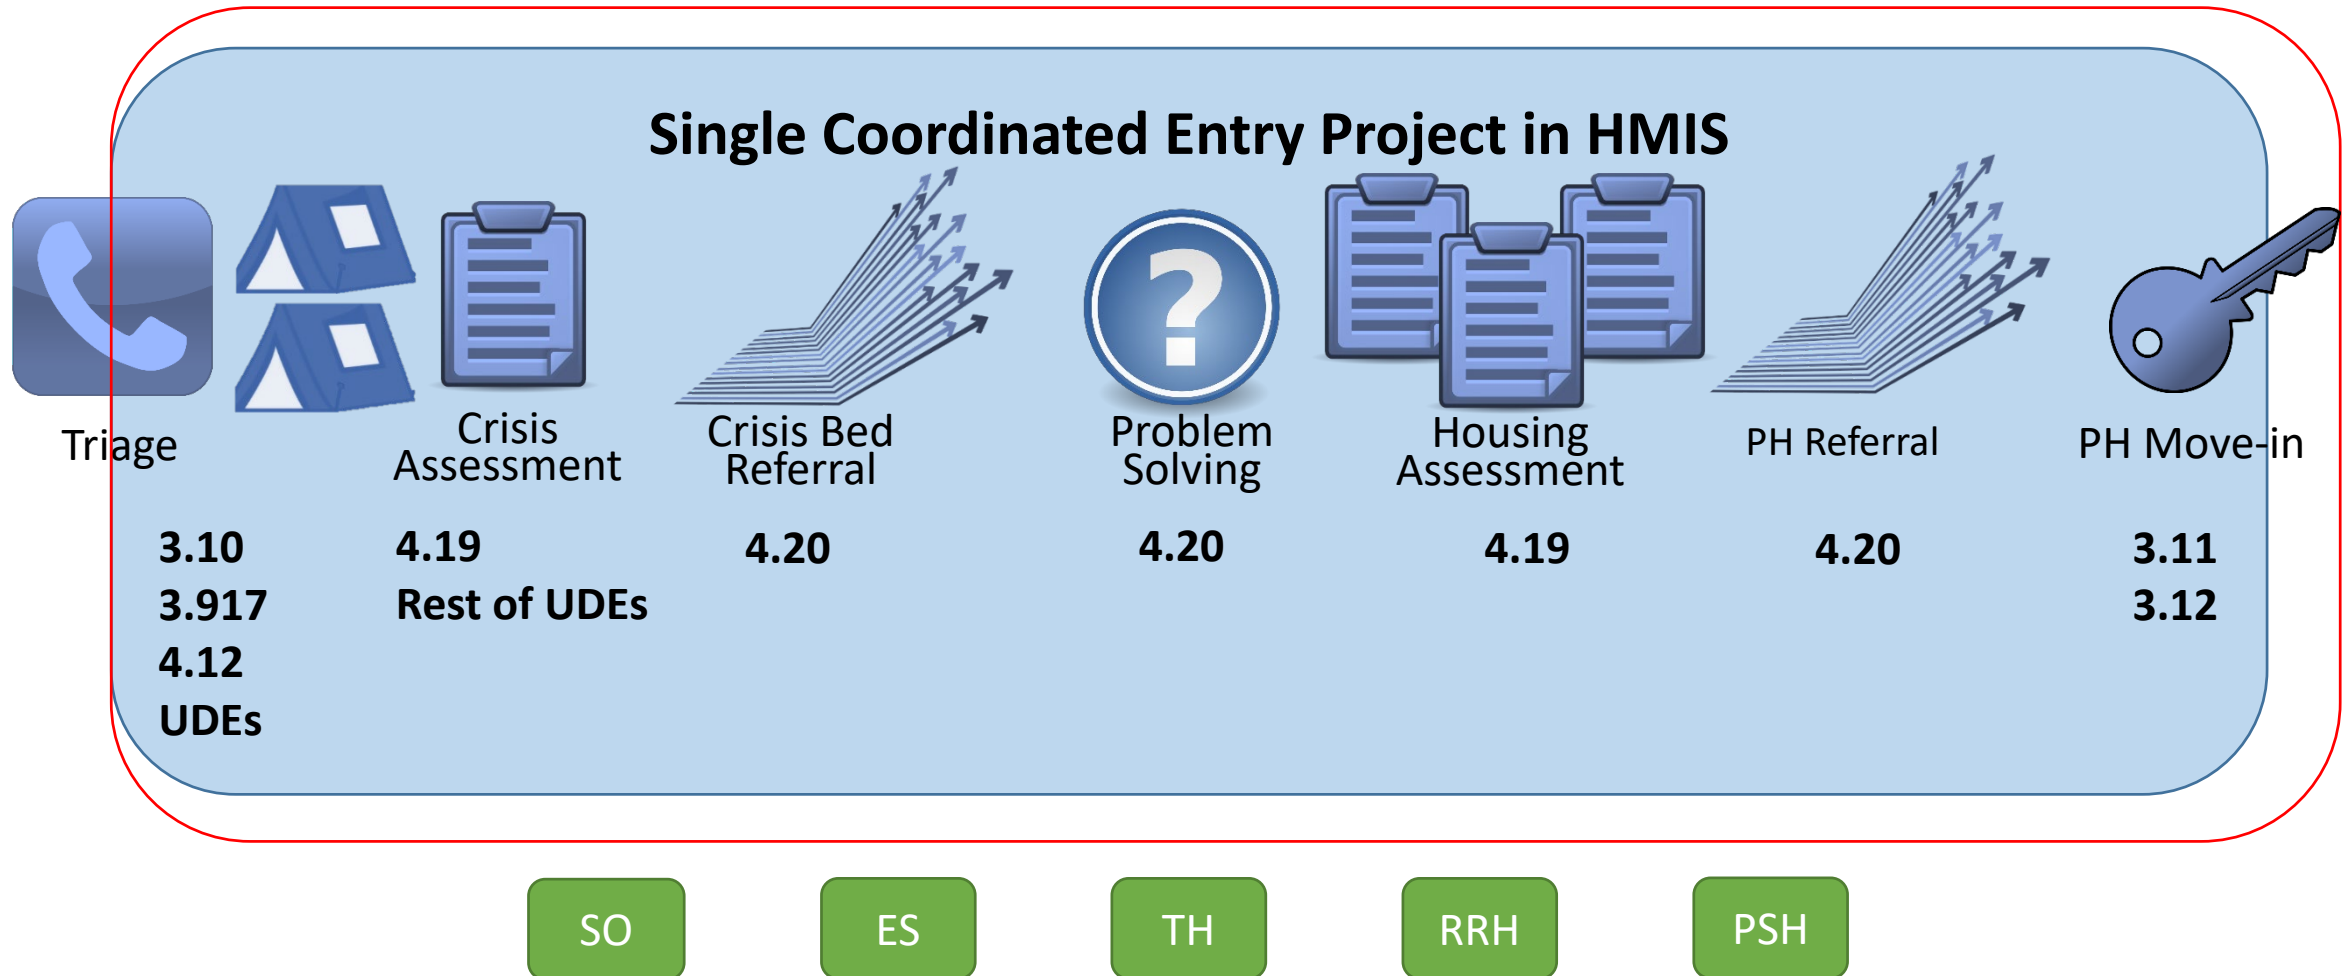 Single Coordinated Entry Project in HMIS
?
Triage
Crisis
Assessment
Crisis Bed
Referral
Problem
Solving
Housing
Assessment
PH Referral
PH Move-in
3.10
3.917
4.12
UDEs
4.19
Rest of UDEs
4.20
4.20
4.19
4.20
3.11
3.12
SO
ES
TH
RRH
PSH